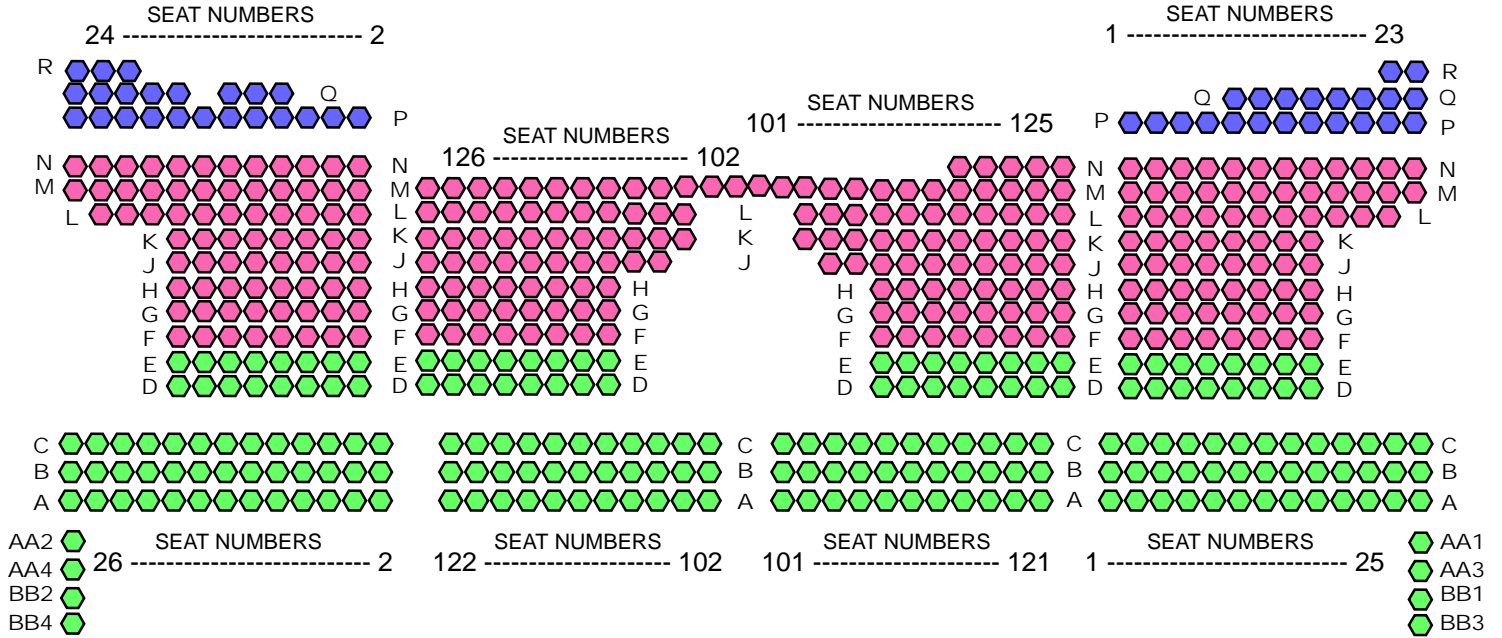 SEAT NUMBERS SEAT NUMBERS
24 ----------------------- 2 1 ----------------------- 23
R R
Q Q Q
SEAT NUMBERS
P P P
101 -------------------- 125
SEAT NUMBERS
126 -------------------- 102
N N N N
M M M M
L L L L L
K K K K K
J J J J J
H H H H H
G G G G G
F F F F F
E E E E E
D D D D D
C C C C C
B B B B B
A A A A A
AA2 SEAT NUMBERS SEAT NUMBERS SEAT NUMBERS SEAT NUMBERS AA1
AA4 26 ----------------------- 2 122 -------------------- 102 101 -------------------- 121 1 ------------------------ 25 AA3
BB2 BB1
BB4 BB3